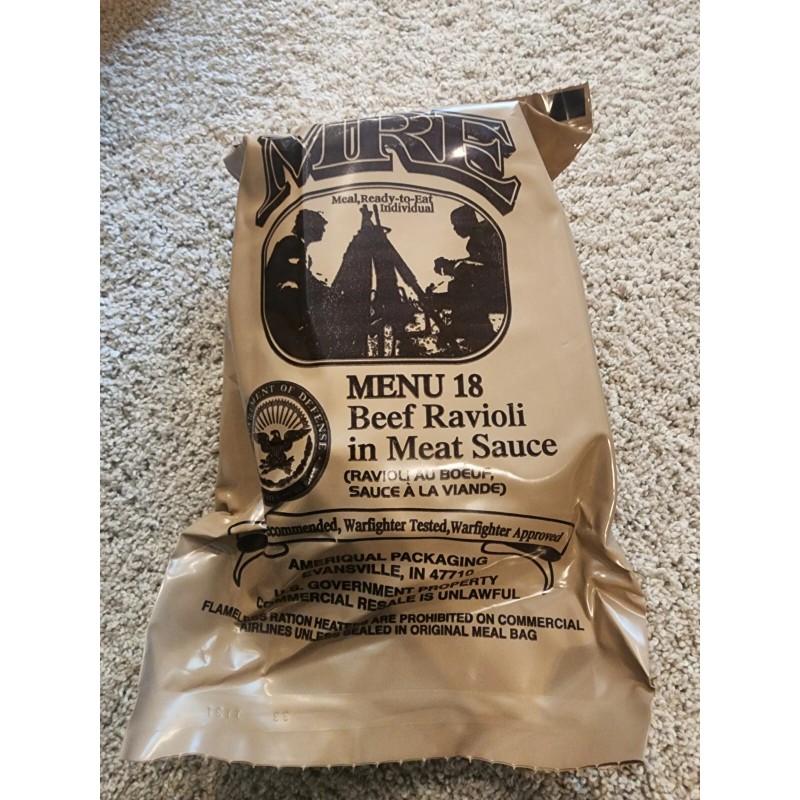 MRE
Meal, Ready-to-Eat
Individual
MENU 18
Beef Ravioli
in Meat Sauce
OF DEFENSE
(RAVIOLI AU BOEUF,
SAUCE À LA VIANDE)
Warfighter Tested, Warfighter Approved
AMERIQUAL PACKAGING
EVANSVILLE, IN 47710
U.S. GOVERNMENT PROPERTY
COMMERCIAL RESALE IS UNLAWFUL
FLAMELESS RATION HEATERS ARE PROHIBITED ON COMMERCIAL
AIRLINES UNLESS SEALED IN ORIGINAL MEAL BAG